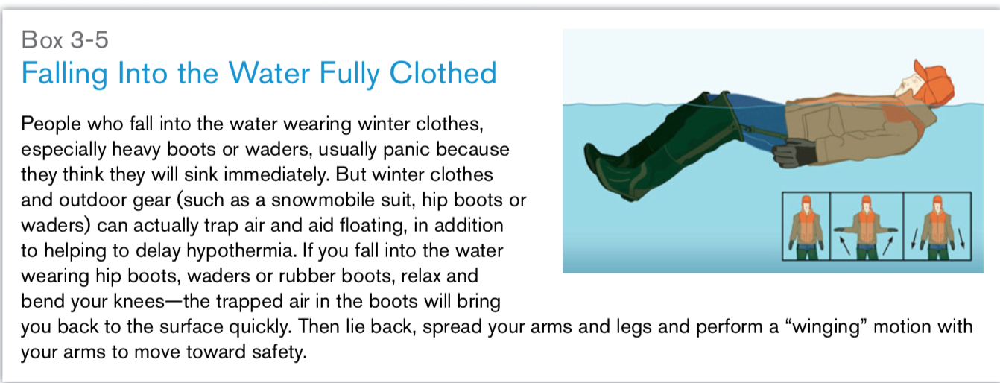 Box 3-5
Falling Into the Water Fully Clothed
People who fall into the water wearing winter clothes,
especially heavy boots or waders, usually panic because
they think they will sink immediately. But winter clothes
and outdoor gear (such as a snowmobile suit, hip boots or
waders) can actually trap air and aid floating, in addition
to helping to delay hypothermia. If you fall into the water
wearing hip boots, waders or rubber boots, relax and
bend your knees—the trapped air in the boots will bring
you back to the surface quickly. Then lie back, spread your arms and legs and perform a “winging” motion with
your arms to move toward safety.